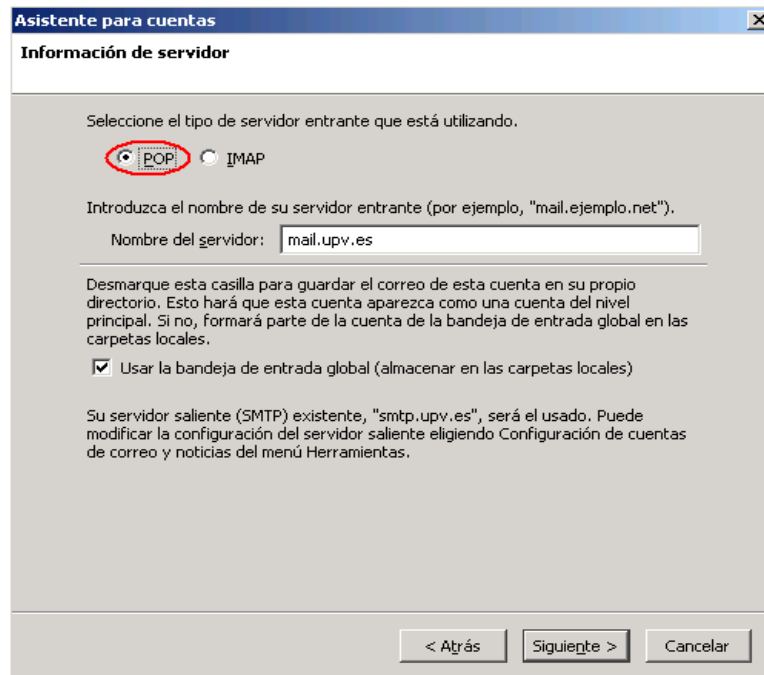 Asistente para cuentas
Información de servidor
Seleccione el tipo de servidor entrante que está utilizando.
POP IMAP
Introduzca el nombre de su servidor entrante (por ejemplo, "mail.ejemplo.net").
Nombre del servidor: mail.upv.es
Desmarque esta casilla para guardar el correo de esta cuenta en su propio
directorio. Esto hará que esta cuenta aparezca como una cuenta del nivel
principal. Si no, formará parte de la cuenta de la bandeja de entrada global en las
carpetas locales.
Usar la bandeja de entrada global (almacenar en las carpetas locales)
Su servidor saliente (SMTP) existente, "smtp.upv.es", será el usado. Puede
modificar la configuración del servidor saliente eligiendo Configuración de cuentas
de correo y noticias del menú Herramientas.
< Atrás Siguiente > Cancelar